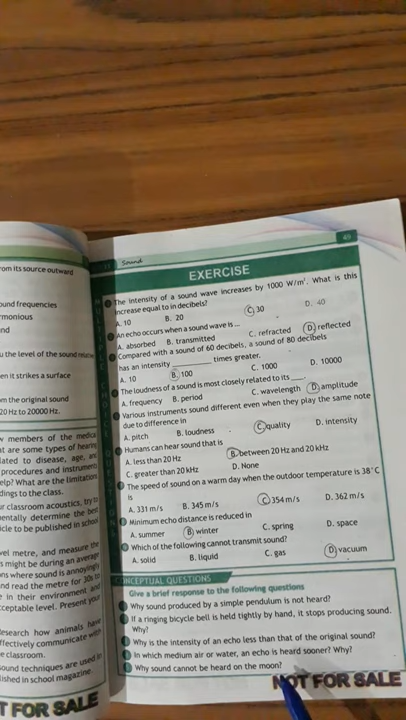 rom its source outward
ound frequencies
rmonious
nd
u the level of the sound relative
en it strikes a surface
m the original sound
20 Hz to 20000 Hz.
w members of the medical
at are some types of hearing
lated to disease, age, and
procedures and instruments
elp? What are the limitations
dings to the class.
ur classroom acoustics, try to
mentally determine the best
icle to be published in school
vel metre, and measure the
s might be during an average
ns where sound is annoyingly
nd read the metre for 30s to
e in their environment and
cceptable level. Present your
Research how animals have
ffectively communicate with
e classroom.
sound techniques are used in
lished in school magazine.
T FOR SALE
11 Sound 49
EXERCISE
MULTIPLE CHOICE QUESTIONS
The intensity of a sound wave increases by 1000 W/m². What is this
increase equal to in decibels?
A. 10 B. 20 C. 30 D. 40
An echo occurs when a sound wave is ...
A. absorbed B. transmitted C. refracted D. reflected
Compared with a sound of 60 decibels, a sound of 80 decibels
has an intensity ______ times greater.
A. 10 B. 100 C. 1000 D. 10000
The loudness of a sound is most closely related to its ___.
A. frequency B. period C. wavelength D. amplitude
Various instruments sound different even when they play the same note
due to difference in
A. pitch B. loudness C. quality D. intensity
Humans can hear sound that is
A. less than 20 Hz B. between 20 Hz and 20 kHz
C. greater than 20 kHz D. None
The speed of sound on a warm day when the outdoor temperature is 38°C
is
A. 331 m/s B. 345 m/s C. 354 m/s D. 362 m/s
Minimum echo distance is reduced in
A. summer B. winter C. spring D. space
Which of the following cannot transmit sound?
A. solid B. liquid C. gas D. vacuum
CONCEPTUAL QUESTIONS
Give a brief response to the following questions
Why sound produced by a simple pendulum is not heard?
If a ringing bicycle bell is held tightly by hand, it stops producing sound.
Why?
Why is the intensity of an echo less than that of the original sound?
In which medium air or water, an echo is heard sooner? Why?
Why sound cannot be heard on the moon?
NOT FOR SALE